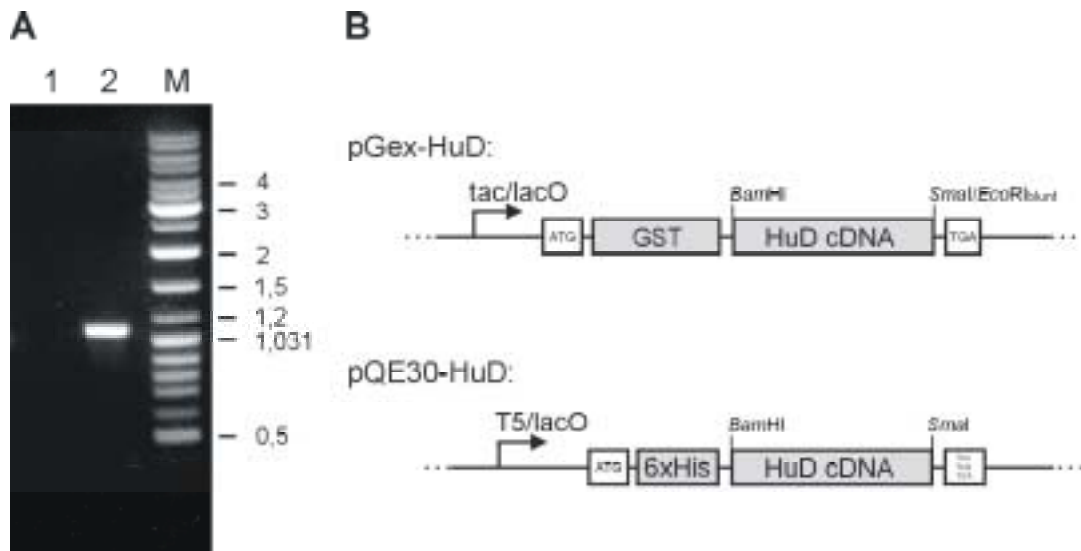 A
B
1 2 M
4
3
2
1,5
1,2
1,031
0,5
pGex-HuD:
tac/lacO
BamHI
SmaI/EcoRIblunt
ATG
GST
HuD cDNA
TGA
pQE30-HuD:
T5/lacO
BamHI
SmaI
ATG
6xHis
HuD cDNA